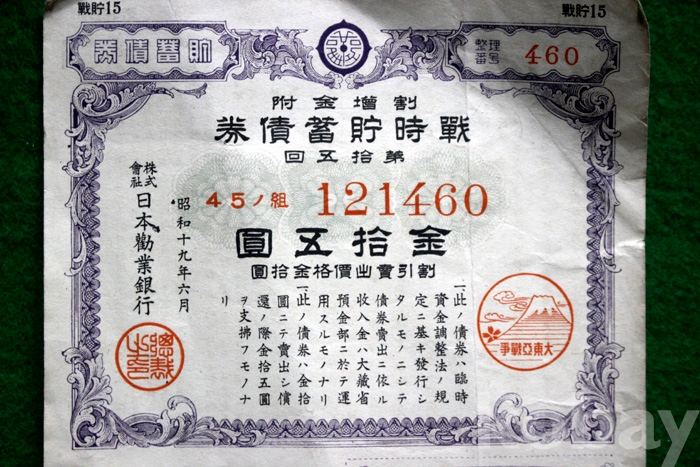 戰貯15
戰貯15
券債蓄貯
整理番号 460
附金增割
券債蓄貯時戰
回五拾第
45ノ組 121460
圓五拾金
圓拾金格價出賣引割
一、此ノ債券ハ臨時
資金調整法ノ規
定ニ基キ發行シ
タルモノニシテ
債券賣出ニ依ル
收入金ハ大藏省
預金部ニ於テ運
用スルモノナリ
一、此ノ債券ハ金拾
圓ニテ賣出シ償
還ノ際金拾五圓
ヲ支拂フモノナ
リ
昭和十九年六月
株式會社日本勸業銀行
總裁之印
爭戰亞東大